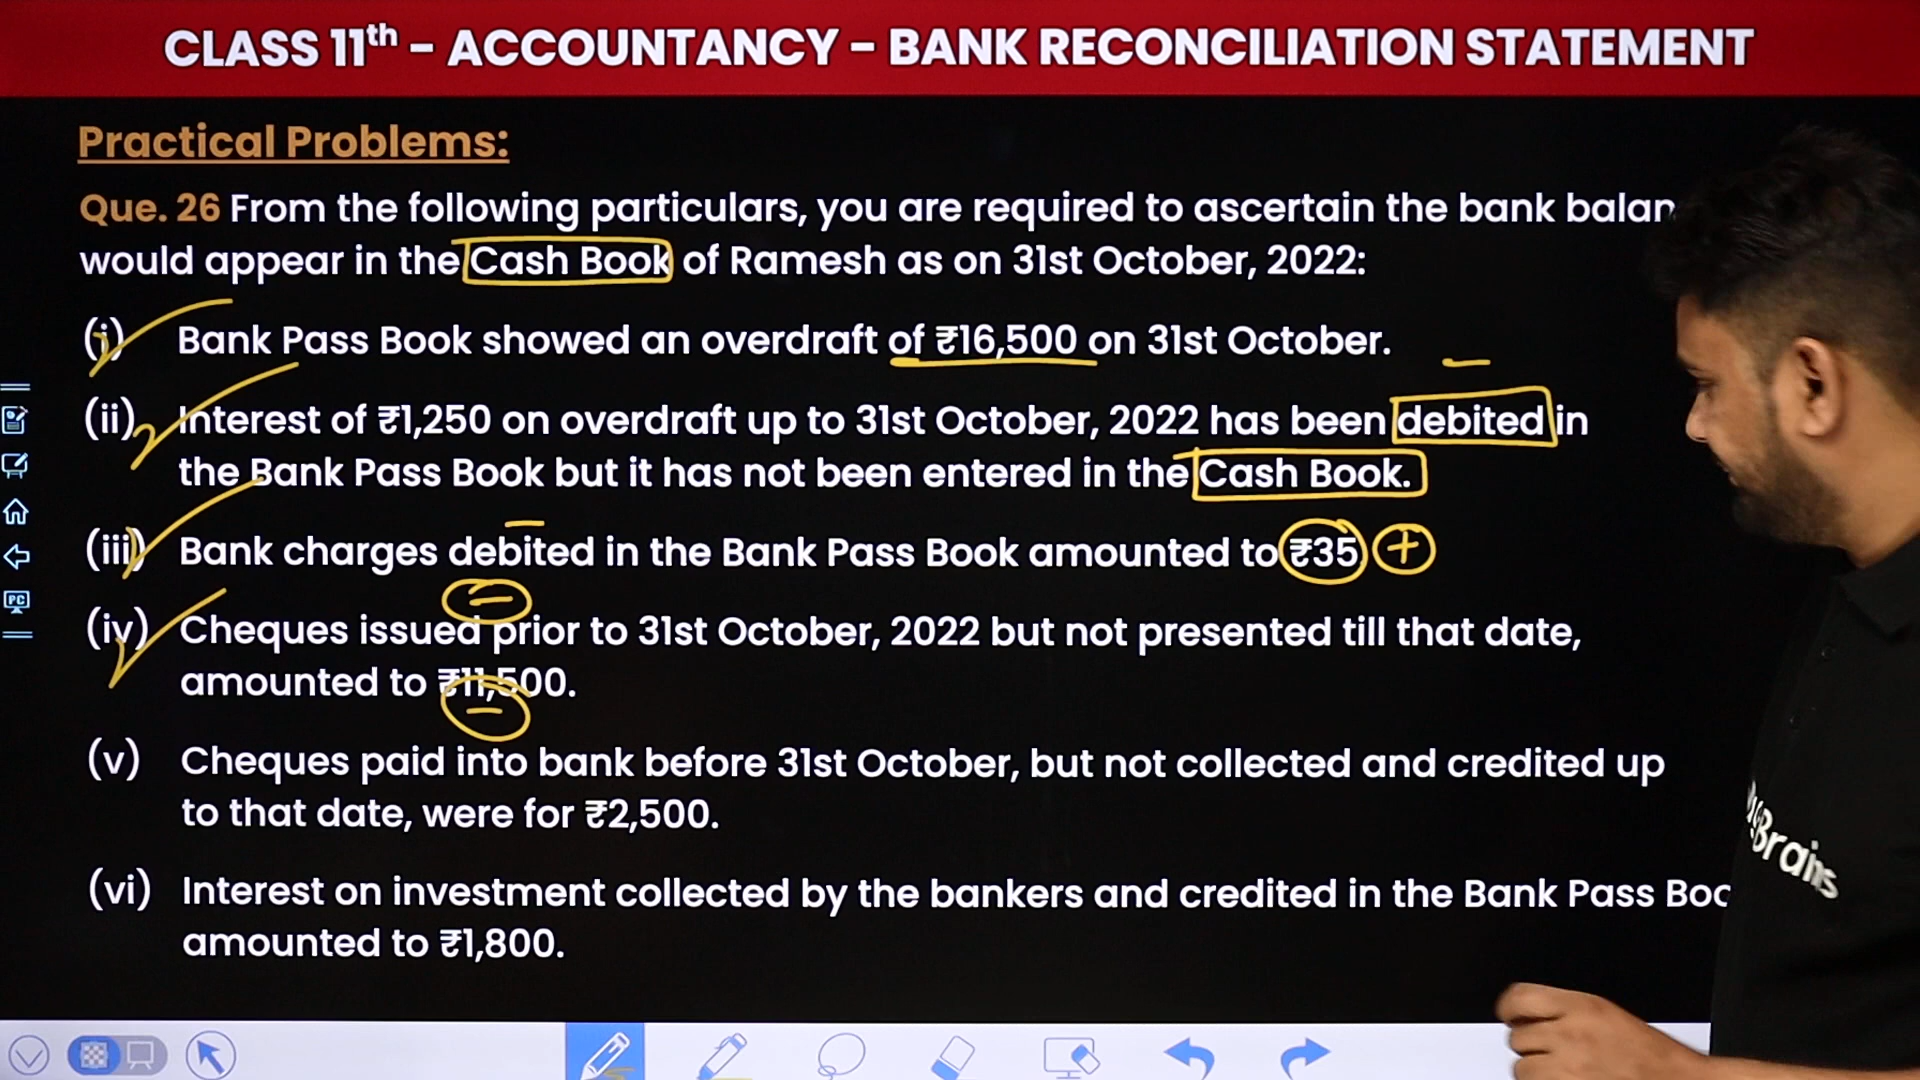 CLASS 11th - ACCOUNTANCY - BANK RECONCILIATION STATEMENT
Practical Problems:
Que. 26 From the following particulars, you are required to ascertain the bank balan
would appear in the Cash Book of Ramesh as on 31st October, 2022:
(i) Bank Pass Book showed an overdraft of ₹16,500 on 31st October.
(ii) Interest of ₹1,250 on overdraft up to 31st October, 2022 has been debited in
the Bank Pass Book but it has not been entered in the Cash Book.
(iii) Bank charges debited in the Bank Pass Book amounted to ₹35 +
(iv) Cheques issued prior to 31st October, 2022 but not presented till that date,
amounted to ₹11,500.
(v) Cheques paid into bank before 31st October, but not collected and credited up
to that date, were for ₹2,500.
(vi) Interest on investment collected by the bankers and credited in the Bank Pass Boo
amounted to ₹1,800.
Brains
PC